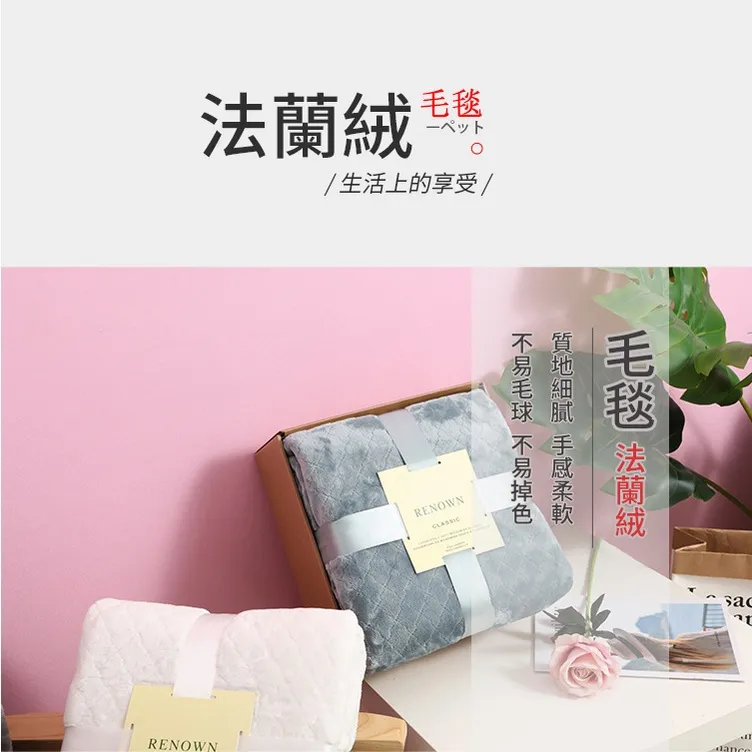 法蘭絨
毛毯
ーペット
。
/生活上的享受/
毛毯 法蘭絨
質地細膩 手感柔軟
不易毛球 不易掉色
RENOWN
CLASSIC
RENOWN